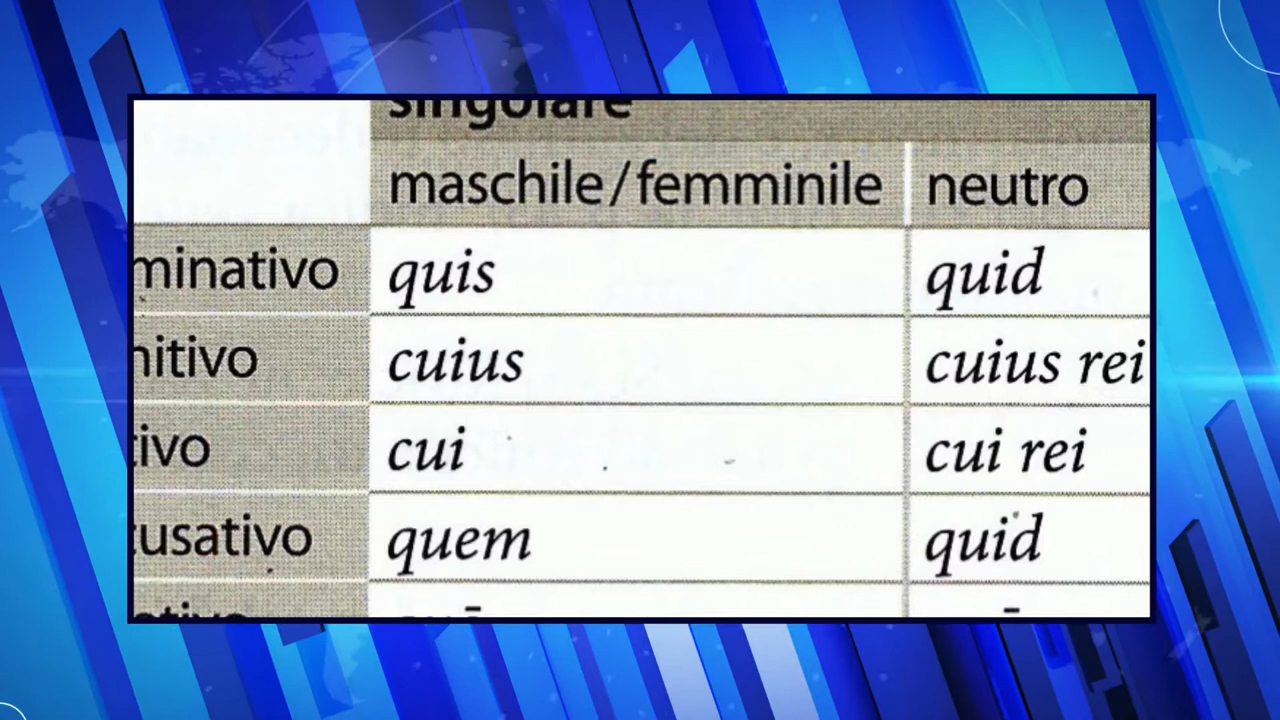 singolare
maschile/femminile neutro
minativo quis quid
nitivo cuius cuius rei
tivo cui cui rei
cusativo quem quid